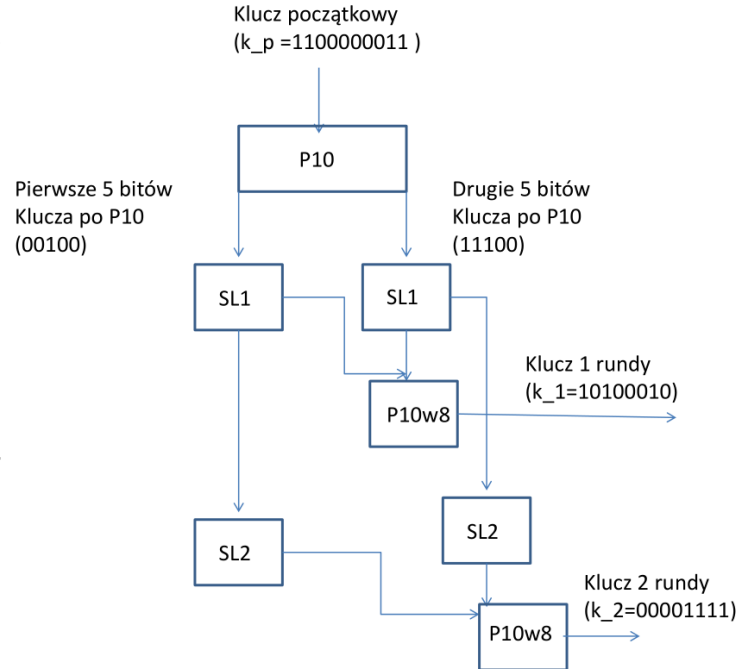 Klucz początkowy
(k_p =1100000011 )
P10
Pierwsze 5 bitów
Klucza po P10
(00100)
Drugie 5 bitów
Klucza po P10
(11100)
SL1
SL1
Klucz 1 rundy
(k_1=10100010)
P10w8
SL2
SL2
Klucz 2 rundy
(k_2=00001111)
P10w8